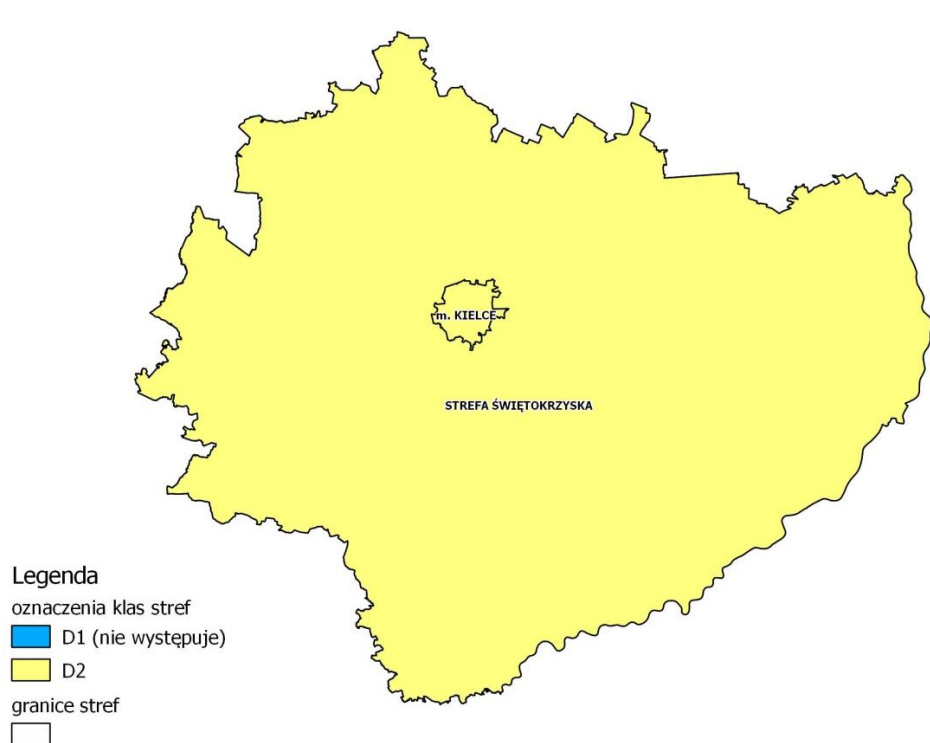 m. KIELCE
STREFA ŚWIĘTOKRZYSKA
Legenda
oznaczenia klas stref
D1 (nie występuje)
D2
granice stref